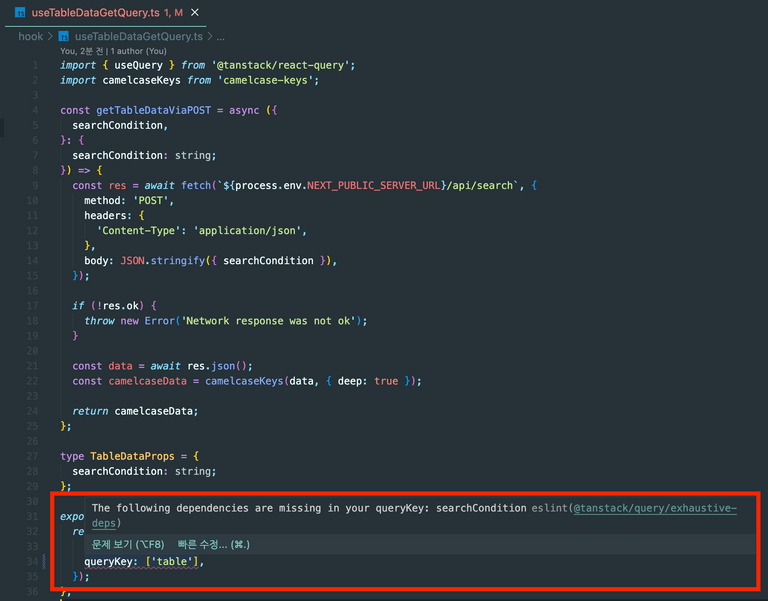 useTableDataGetQuery.ts 1, M ×
hook > useTableDataGetQuery.ts > ...
You, 2분 전 | 1 author (You)
1 import { useQuery } from '@tanstack/react-query';
2 import camelcaseKeys from 'camelcase-keys';
3
4 const getTableDataViaPOST = async ({
5 searchCondition,
6 }: {
7 searchCondition: string;
8 }) => {
9 const res = await fetch(`${process.env.NEXT_PUBLIC_SERVER_URL}/api/search`, {
10 method: 'POST',
11 headers: {
12 'Content-Type': 'application/json',
13 },
14 body: JSON.stringify({ searchCondition }),
15 });
16
17 if (!res.ok) {
18 throw new Error('Network response was not ok');
19 }
20
21 const data = await res.json();
22 const camelcaseData = camelcaseKeys(data, { deep: true });
23
24 return camelcaseData;
25 };
26
27 type TableDataProps = {
28 searchCondition: string;
29 };
30
The following dependencies are missing in your queryKey: searchCondition eslint(@tanstack/query/exhaustive-
31 expo
deps)
32 re
33
문제 보기 (⌥F8) 빠른 수정... (⌘.)
34 queryKey: ['table'],
35 });
36 };